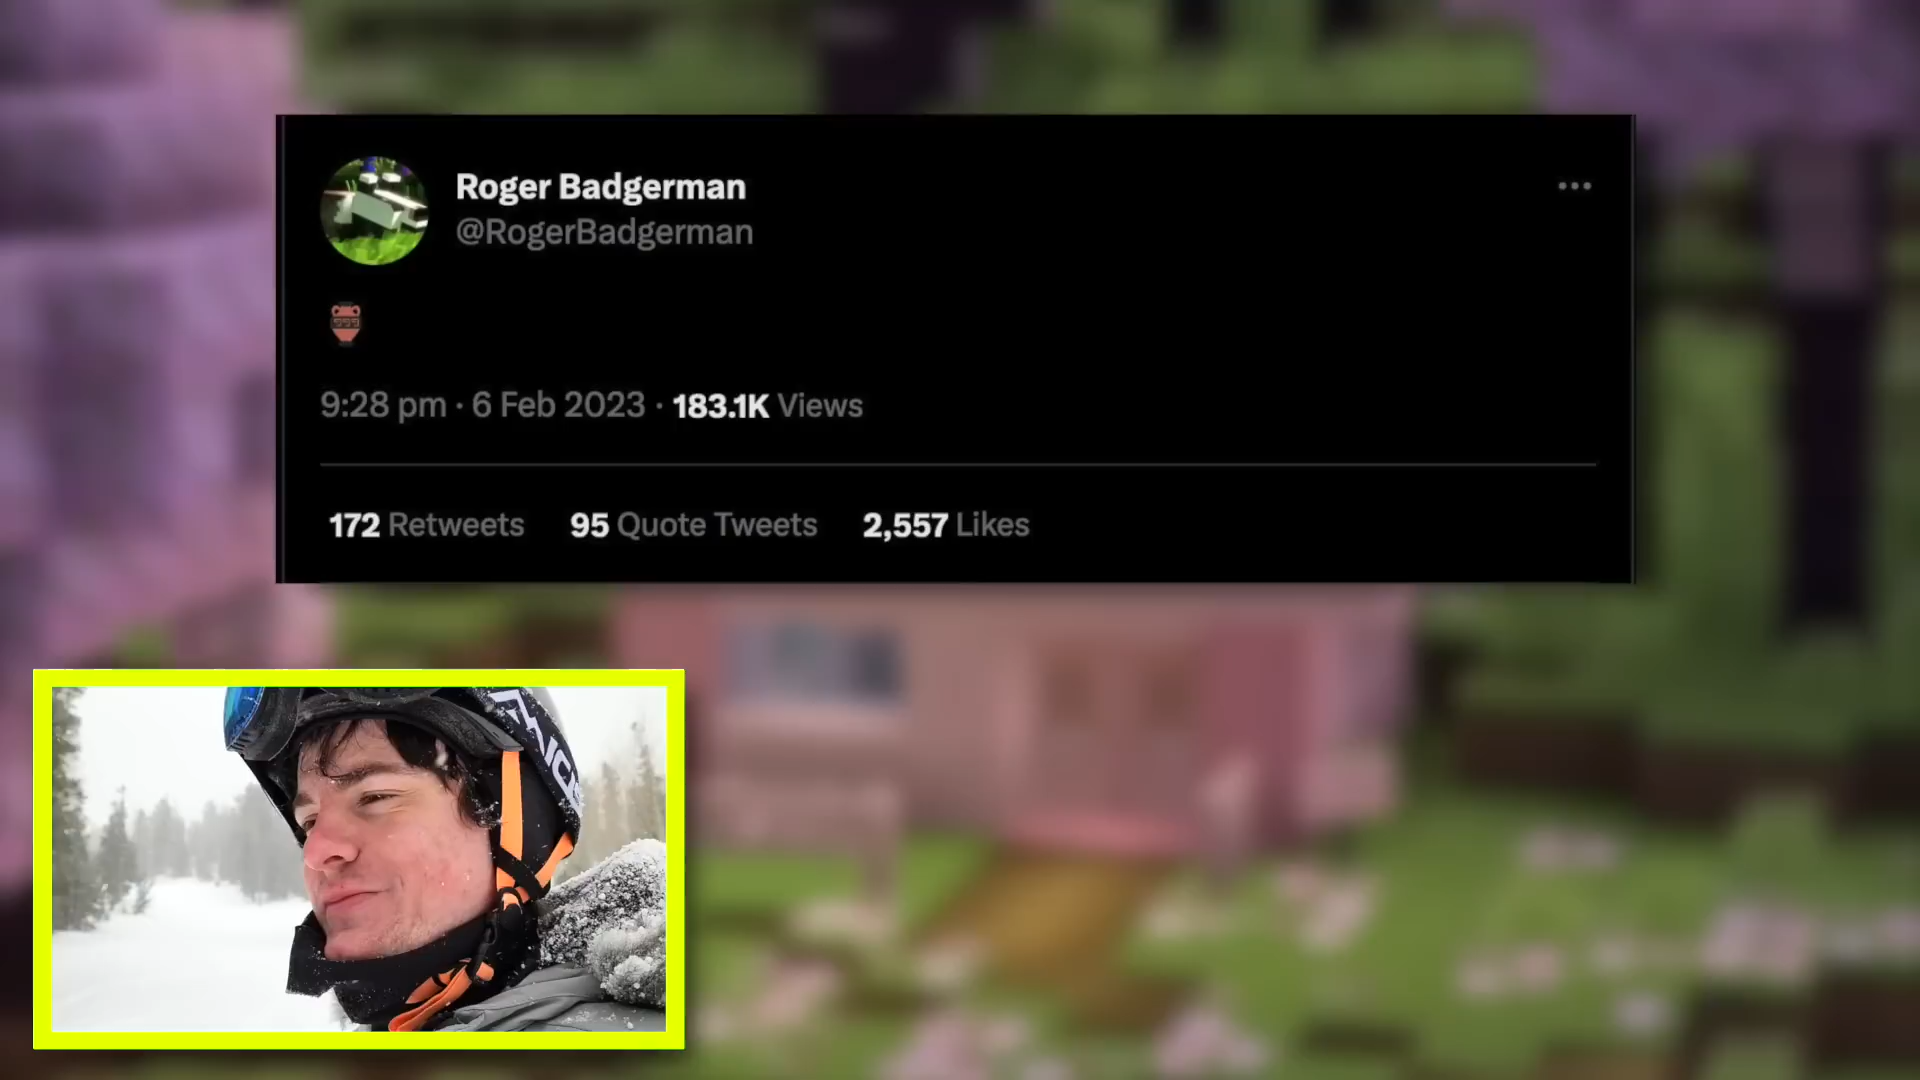 Roger Badgerman
@RogerBadgerman
🏺
9:28 pm · 6 Feb 2023 · 183.1K Views
172 Retweets 95 Quote Tweets 2,557 Likes